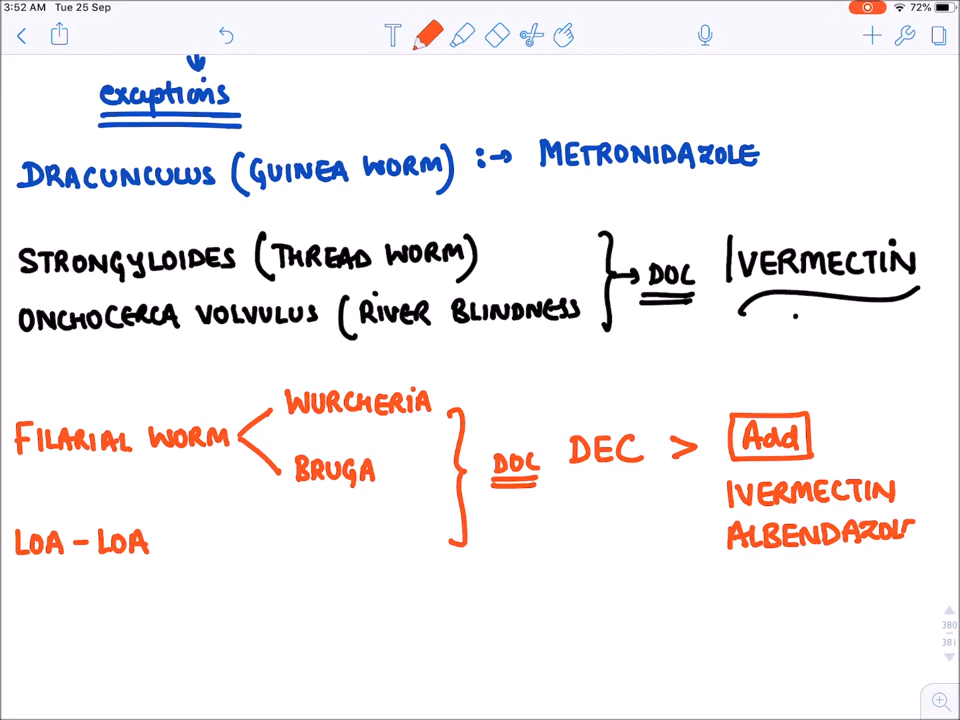 3:52 AM Tue 25 Sep 72%
exceptions
DRACUNCULUS (GUINEA WORM) :→ METRONIDAZOLE
STRONGYLOIDES (THREAD WORM)
ONCHOCERCA VOLVULUS (RIVER BLINDNESS
→ DOC IVERMECTIN
FILARIAL WORM
WURCHERIA
BRUGA
LOA - LOA
DOC DEC > Add
IVERMECTIN
ALBENDAZOLE
380
381